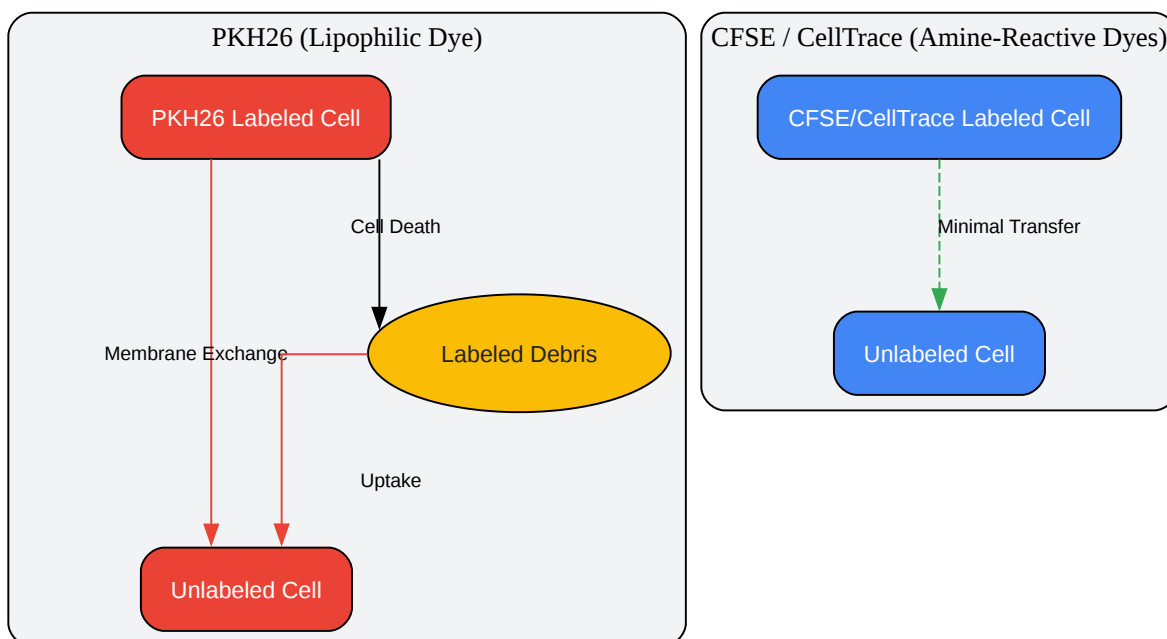 PKH26 (Lipophilic Dye)
PKH26 Labeled Cell
Cell Death
Membrane Exchange
Labeled Debris
Uptake
Unlabeled Cell
CFSE / CellTrace (Amine-Reactive Dyes)
CFSE/CellTrace Labeled Cell
Minimal Transfer
Unlabeled Cell